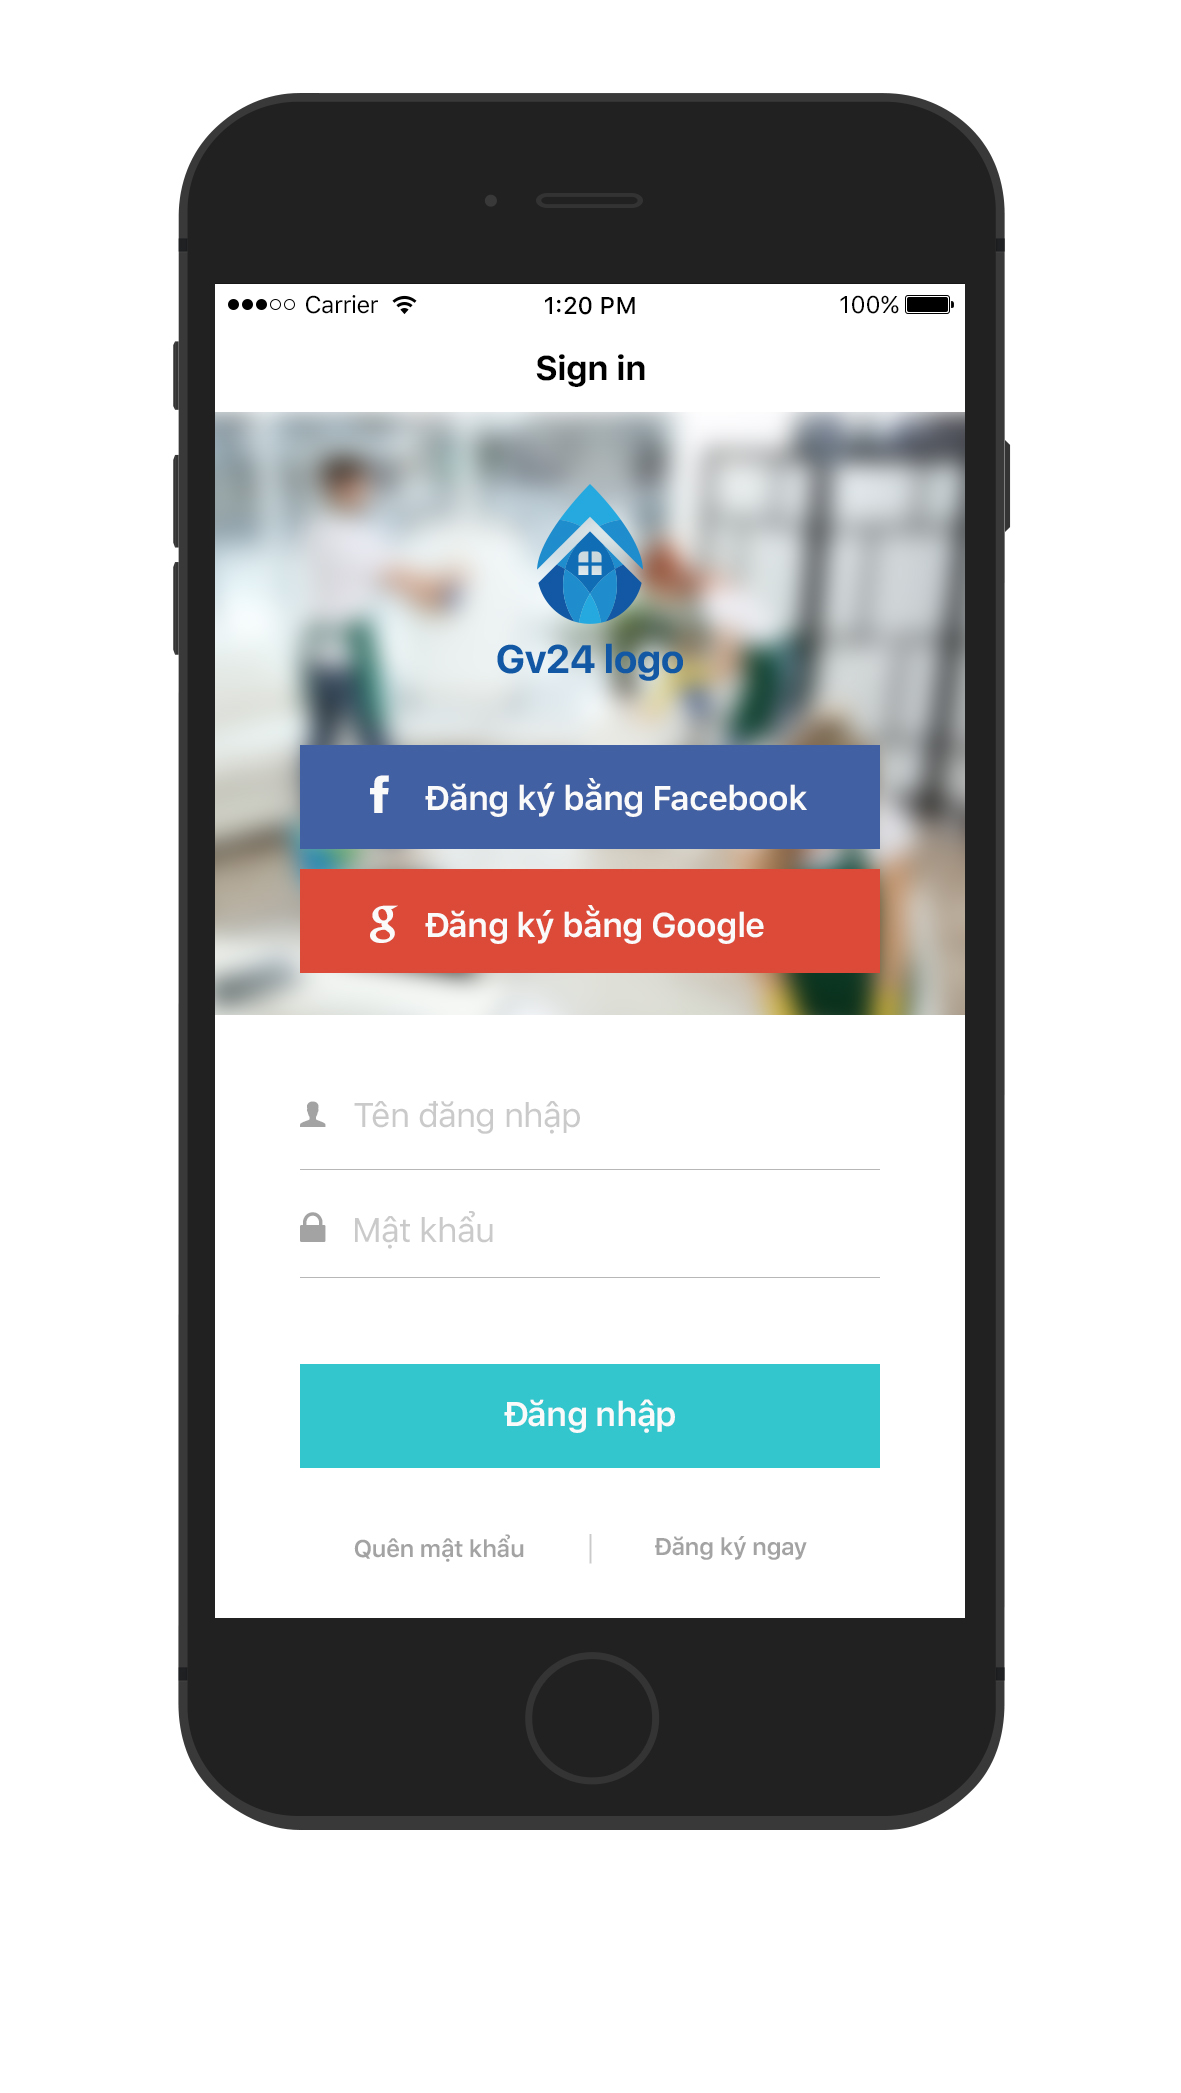 Carrier 1:20 PM 100%
Sign in
Gv24 logo
f Đăng ký bằng Facebook
g Đăng ký bằng Google
Tên đăng nhập
Mật khẩu
Đăng nhập
Quên mật khẩu | Đăng ký ngay